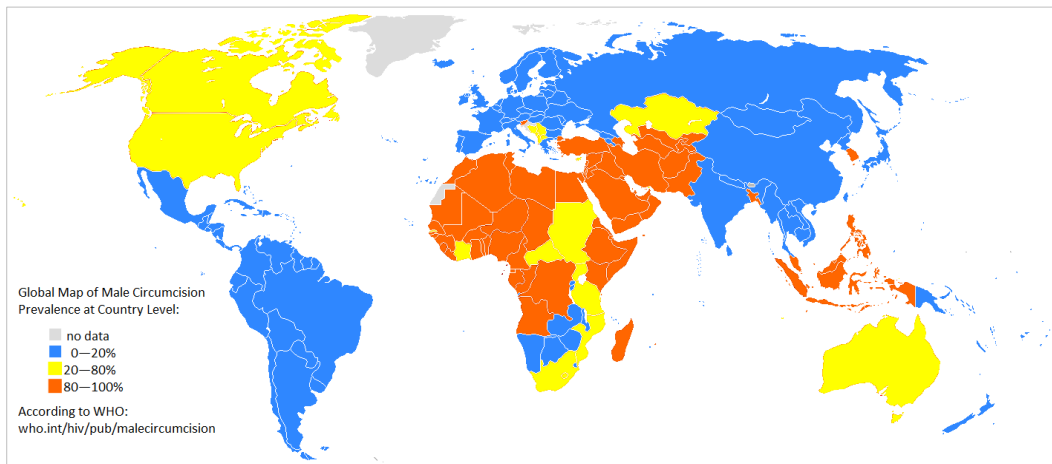 Global Map of Male Circumcision
Prevalence at Country Level:
no data
0—20%
20—80%
80—100%
According to WHO:
who.int/hiv/pub/malecircumcision